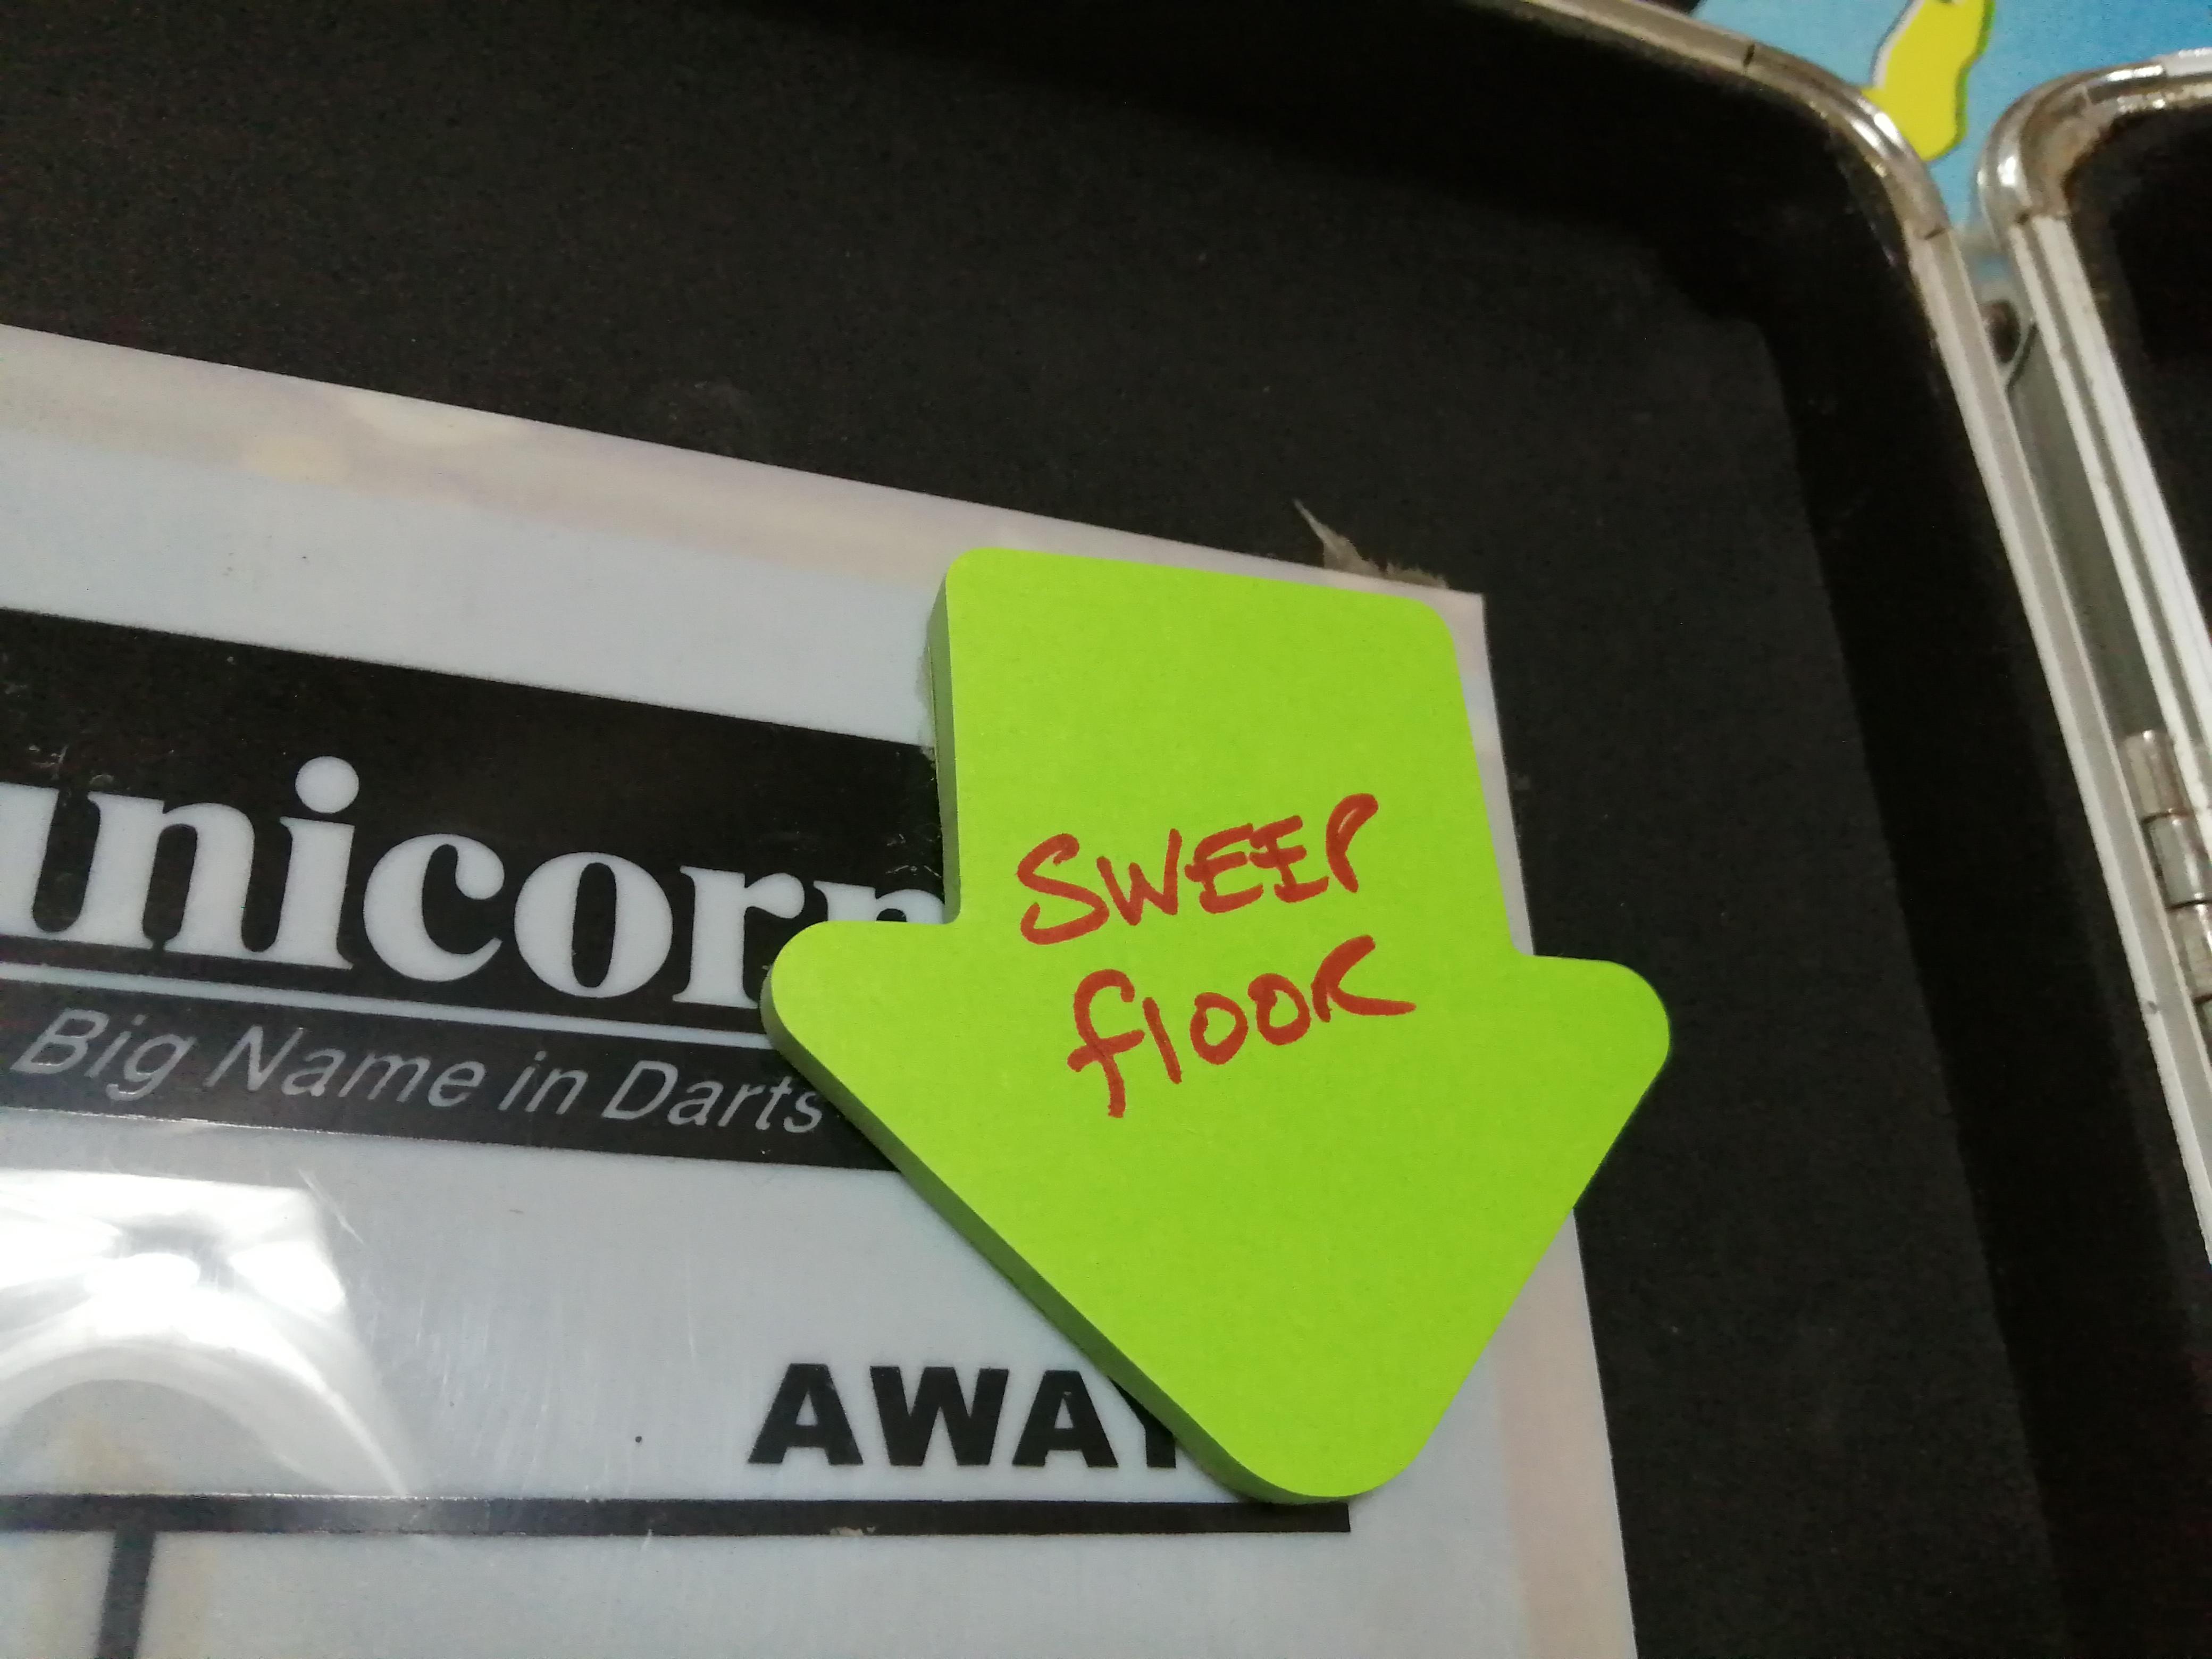 unicorn
Big Name in Darts
SWEEP
flOOR
AWAY